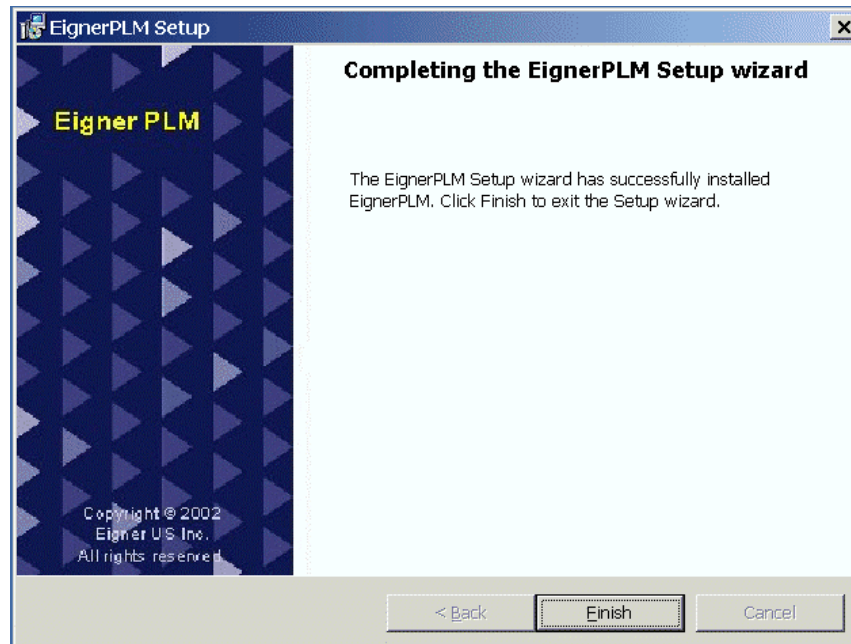 EignerPLM Setup
Completing the EignerPLM Setup wizard
Eigner PLM
The EignerPLM Setup wizard has successfully installed
EignerPLM. Click Finish to exit the Setup wizard.
Copyright © 2002
Eigner US Inc.
All rights reserved
< Back
Finish
Cancel